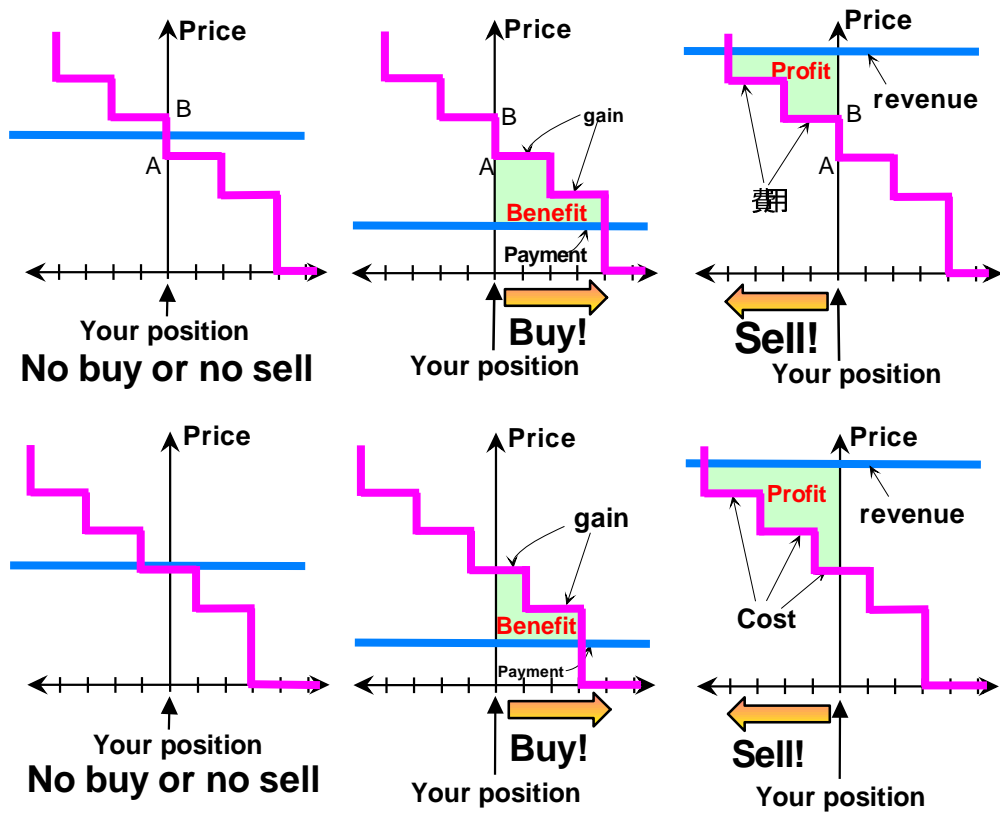 Price
B
A
Your position
No buy or no sell
Price
B
gain
A
Benefit
Payment
Buy!
Your position
Price
Profit
revenue
B
A
費用
Sell!
Your position
Price
Your position
No buy or no sell
Price
gain
Benefit
Payment
Buy!
Your position
Price
Profit
revenue
Cost
Sell!
Your position